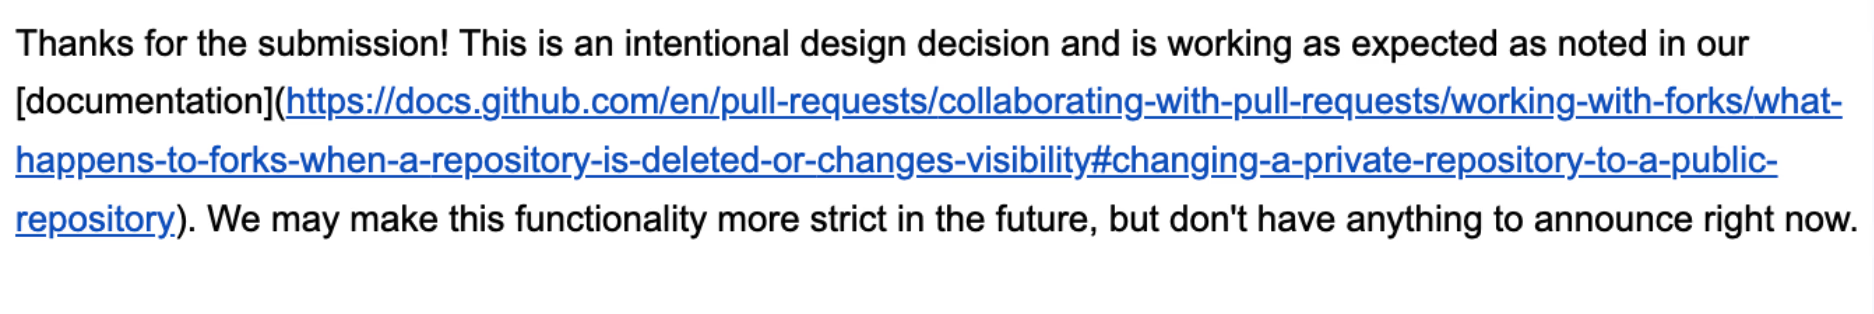 Thanks for the submission! This is an intentional design decision and is working as expected as noted in our
[documentation](https://docs.github.com/en/pull-requests/collaborating-with-pull-requests/working-with-forks/what-
happens-to-forks-when-a-repository-is-deleted-or-changes-visibility#changing-a-private-repository-to-a-public-
repository). We may make this functionality more strict in the future, but don't have anything to announce right now.